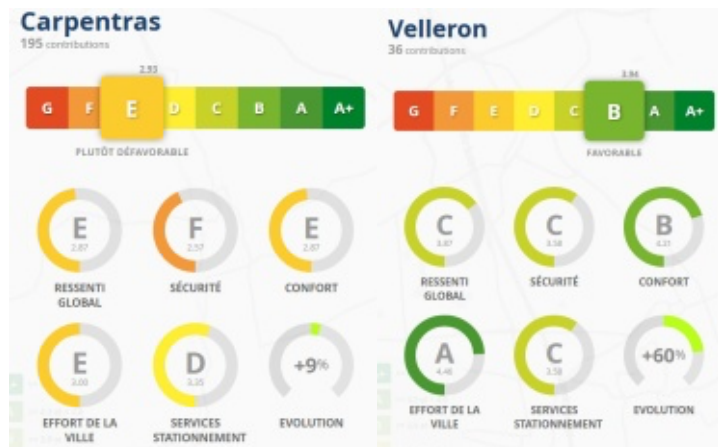 Carpentras
195 contributions
2.93
G F E D C B A A+
PLUTÔT DÉFAVORABLE
E
2.87
RESSENTI
GLOBAL
F
2.57
SÉCURITÉ
E
2.87
CONFORT
E
3.00
EFFORT DE LA
VILLE
D
3.35
SERVICES
STATIONNEMENT
+9%
EVOLUTION
Velleron
36 contributions
3.94
G F E D C B A A+
FAVORABLE
C
3.87
RESSENTI
GLOBAL
C
3.58
SÉCURITÉ
B
4.21
CONFORT
A
4.46
EFFORT DE LA
VILLE
C
3.58
SERVICES
STATIONNEMENT
+60%
EVOLUTION